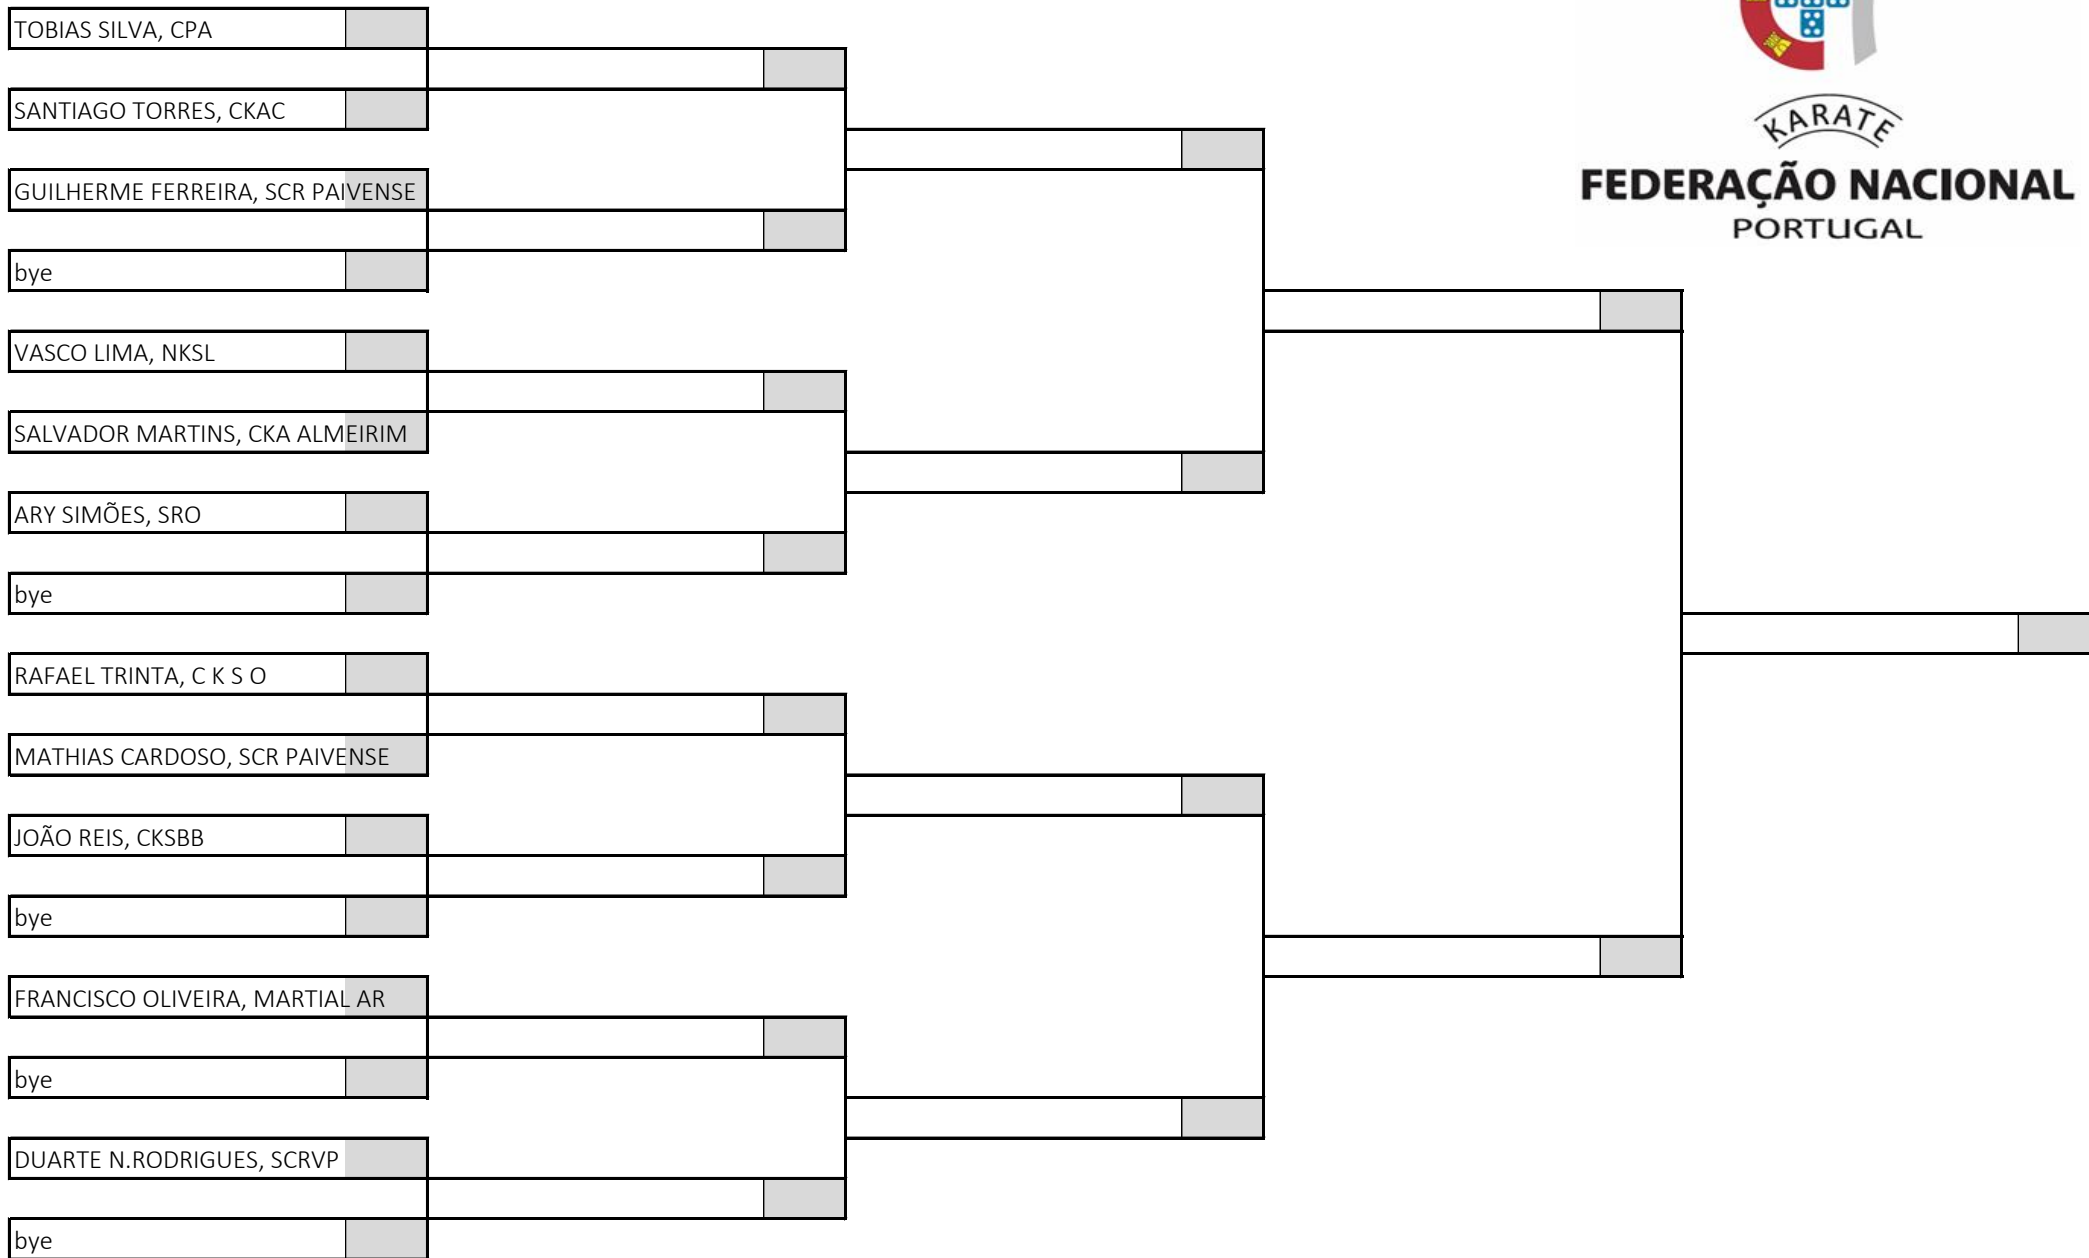 TOBIAS SILVA, CPA
SANTIAGO TORRES, CKAC
KARATE
GUILHERME FERREIRA, SCR PAIVENSE
FEDERAÇÃO NACIONAL
PORTUGAL
bye
VASCO LIMA, NKSL
SALVADOR MARTINS, CKA ALMEIRIM
ARY SIMÕES, SRO
bye
RAFAEL TRINTA, C K S O
MATHIAS CARDOSO, SCR PAIVENSE
JOÃO REIS, CKSBB
bye
FRANCISCO OLIVEIRA, MARTIAL AR
bye
DUARTE N.RODRIGUES, SCRVP
bye